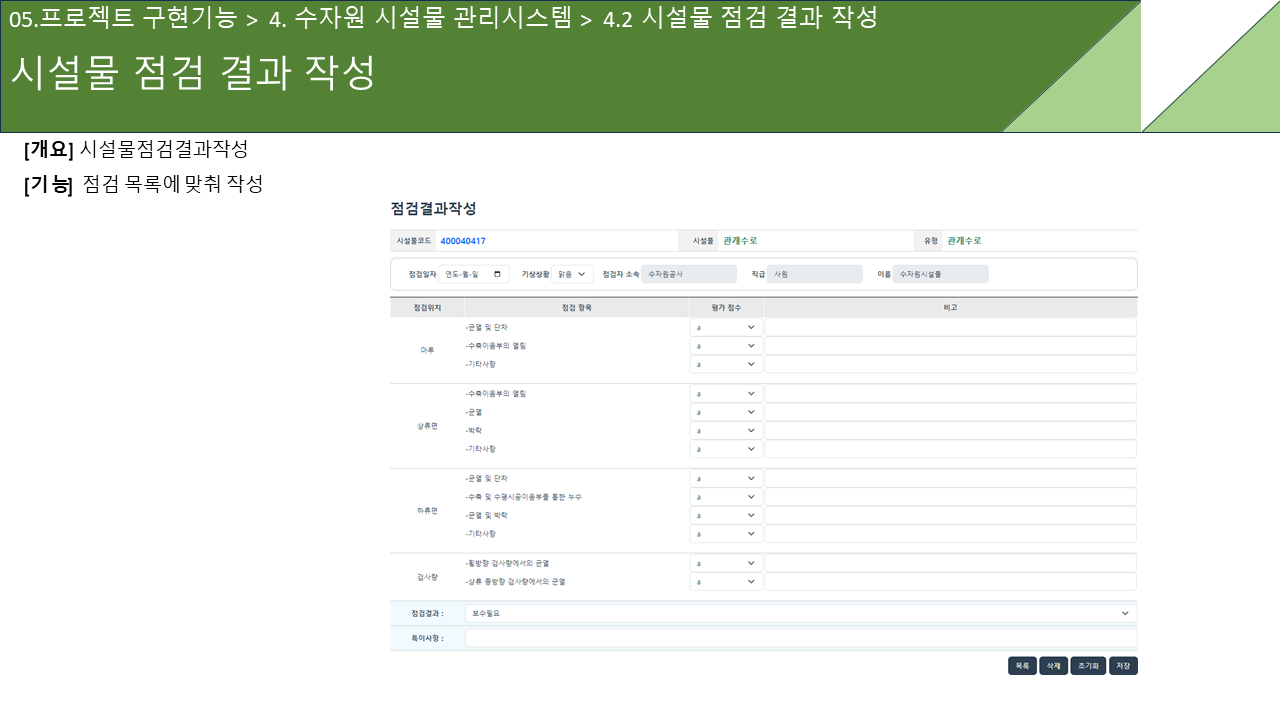 05.프로젝트 구현기능 > 4. 수자원 시설물 관리시스템 > 4.2 시설물 점검 결과 작성
시설물 점검 결과 작성
[개요] 시설물점검결과작성
[기능] 점검 목록에 맞춰 작성
점검결과작성
시설물코드 400040417 시설물 관개수로 유형 관개수로
점검일자 연도-월-일 기상상황 맑음 점검자 소속 수자원공사 직급 사원 이름 수자원시설물
점검위치 점검 항목 평가 점수 비고
마루
-균열 및 단차 a
-수축이음부의 열림 a
-기타사항 a
상류면
-수축이음부의 열림 a
-균열 a
-박락 a
-기타사항 a
하류면
-균열 및 단차 a
-수축 및 수평시공이음부를 통한 누수 a
-균열 및 박락 a
-기타사항 a
검사랑
-횡방향 검사랑에서의 균열 a
-상류 종방향 검사랑에서의 균열 a
점검결과 : 보수필요
특이사항 :
목록 삭제 초기화 저장